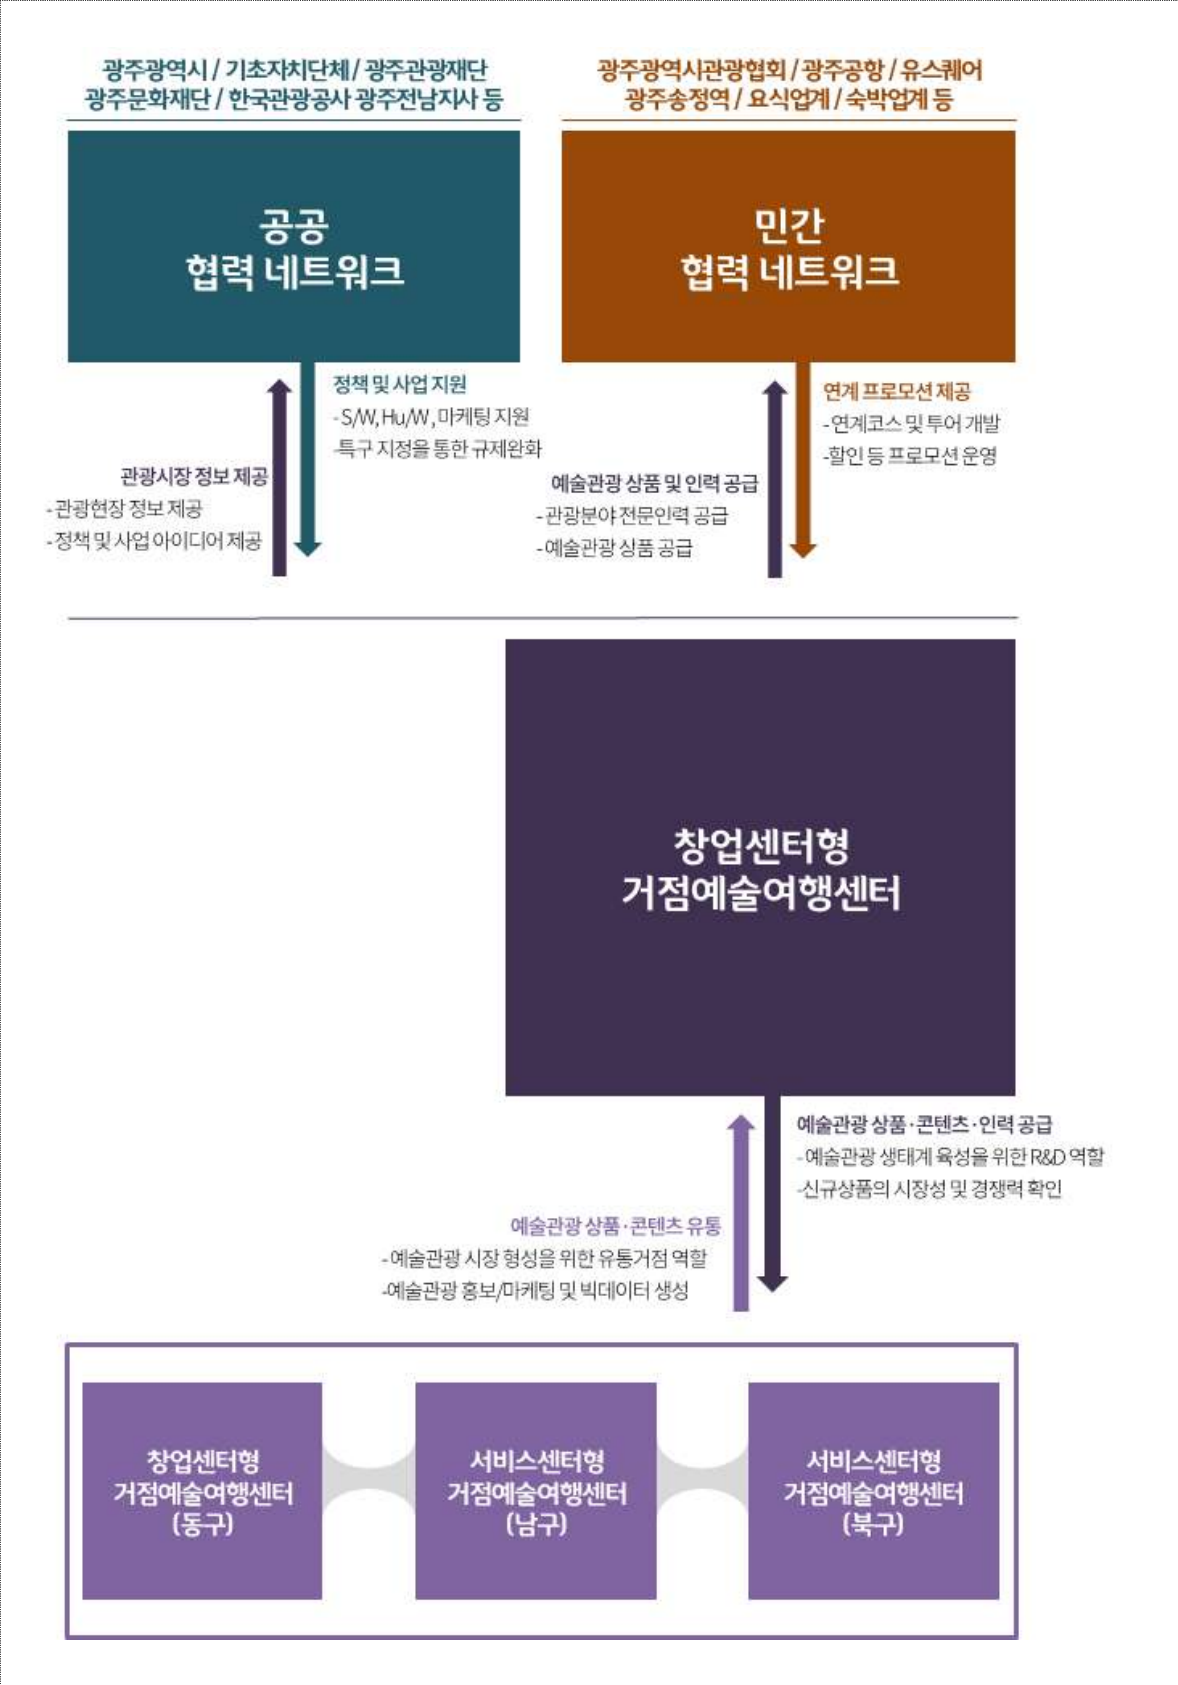 광주광역시 / 기초자치단체 / 광주관광재단
광주문화재단 / 한국관광공사 광주전남지사 등
공공
협력 네트워크
광주광역시관광협회 / 광주공항 / 유스퀘어
광주송정역 / 요식업계 / 숙박업계 등
민간
협력 네트워크
정책 및 사업 지원
- S/W, Hu/W , 마케팅 지원
-특구 지정을 통한 규제완화
관광시장 정보 제공
- 관광현장 정보 제공
- 정책 및 사업 아이디어 제공
연계 프로모션 제공
-연계코스 및 투어 개발
-할인 등 프로모션 운영
예술관광 상품 및 인력 공급
- 관광분야 전문인력 공급
- 예술관광 상품 공급
창업센터형
거점예술여행센터
예술관광 상품·콘텐츠·인력 공급
- 예술관광 생태계 육성을 위한 R&D 역할
-신규상품의 시장성 및 경쟁력 확인
예술관광 상품·콘텐츠 유통
- 예술관광 시장 형성을 위한 유통거점 역할
-예술관광 홍보/마케팅 및 빅데이터 생성
창업센터형
거점예술여행센터
(동구)
서비스센터형
거점예술여행센터
(남구)
서비스센터형
거점예술여행센터
(북구)